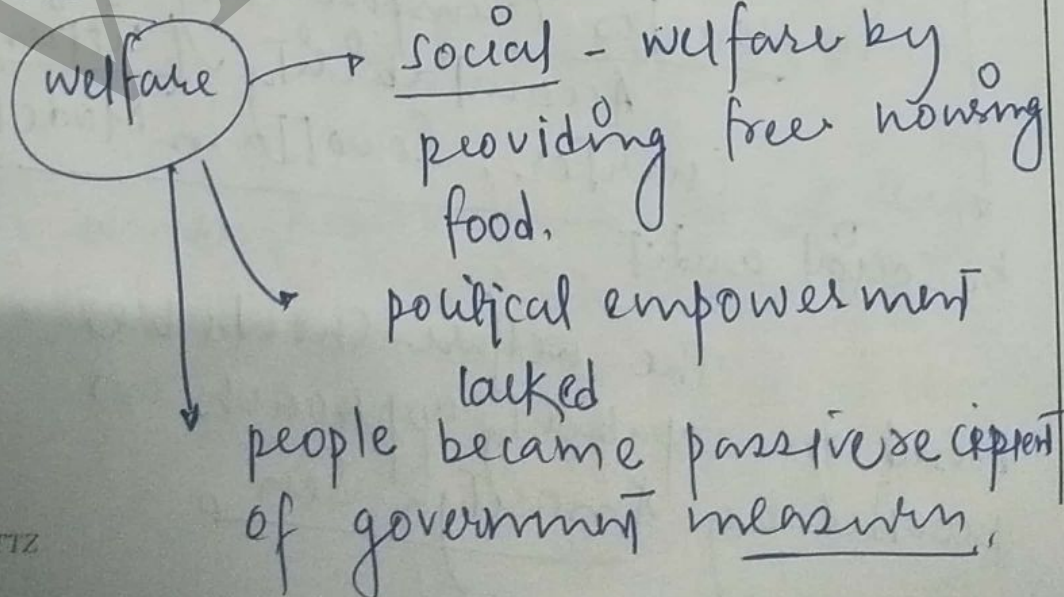 welfare
social - welfare by
providing free housing
food.
political empowerment
lacked
people became passive recipient
of government measures.